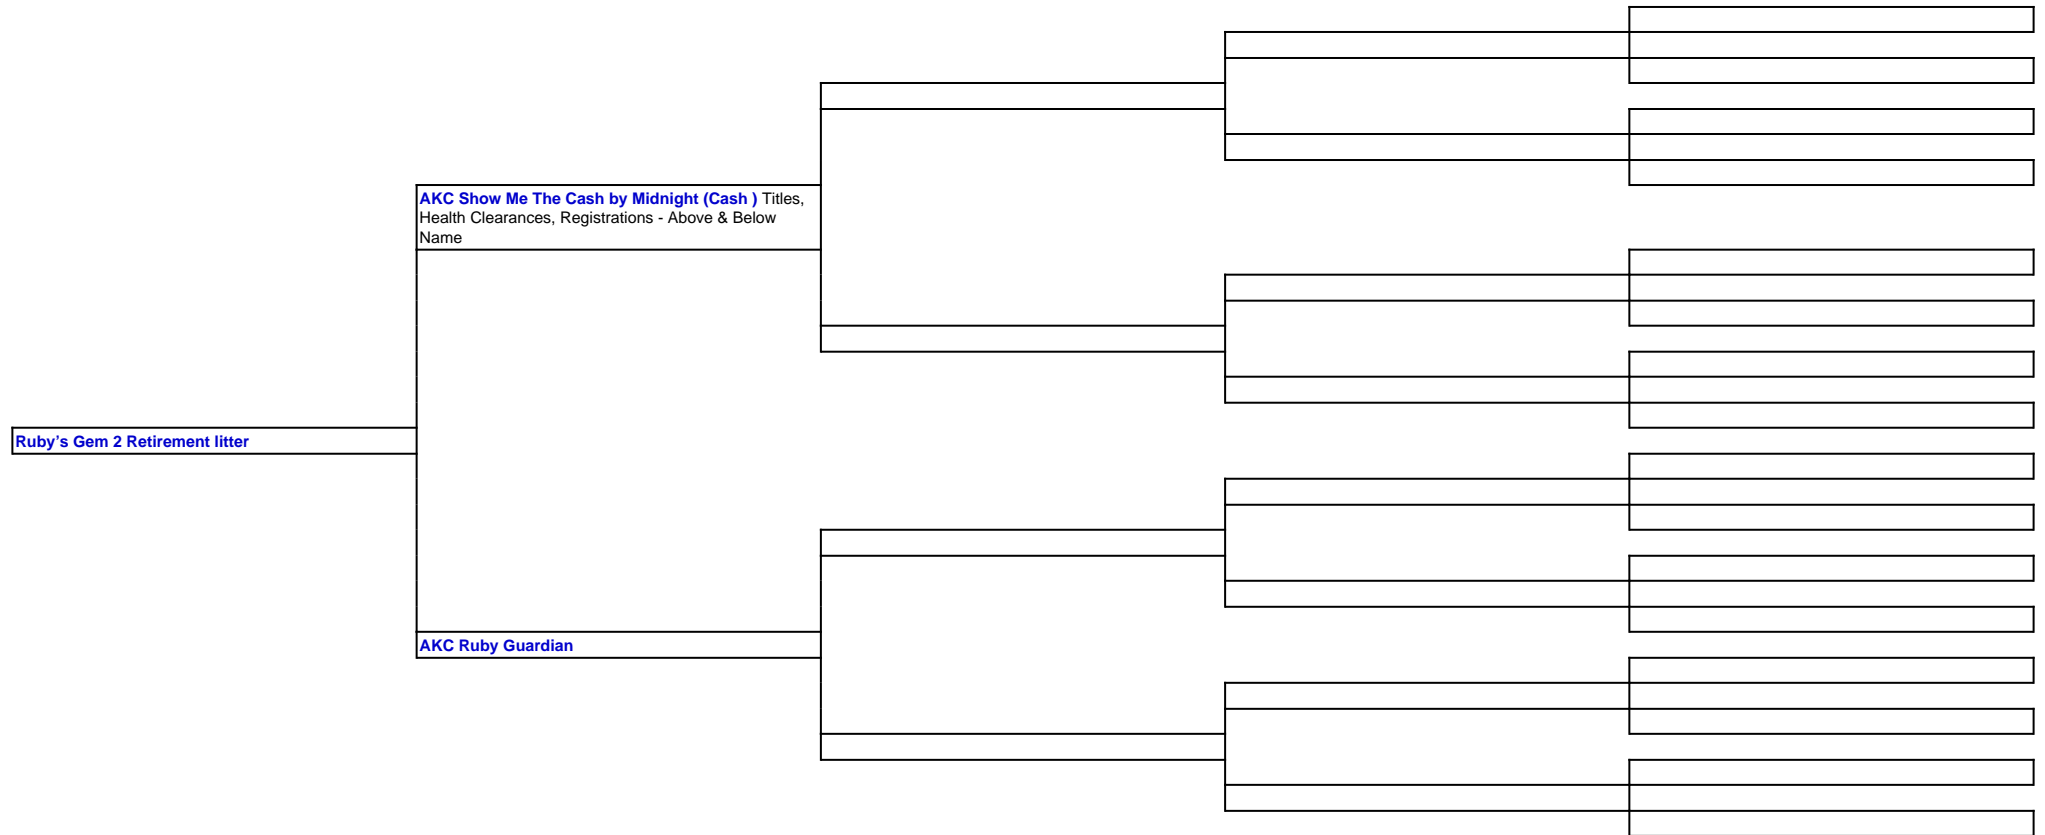 AKC Show Me The Cash by Midnight (Cash ) Titles,
Health Clearances, Registrations - Above & Below
Name
Ruby’s Gem 2 Retirement litter
AKC Ruby Guardian